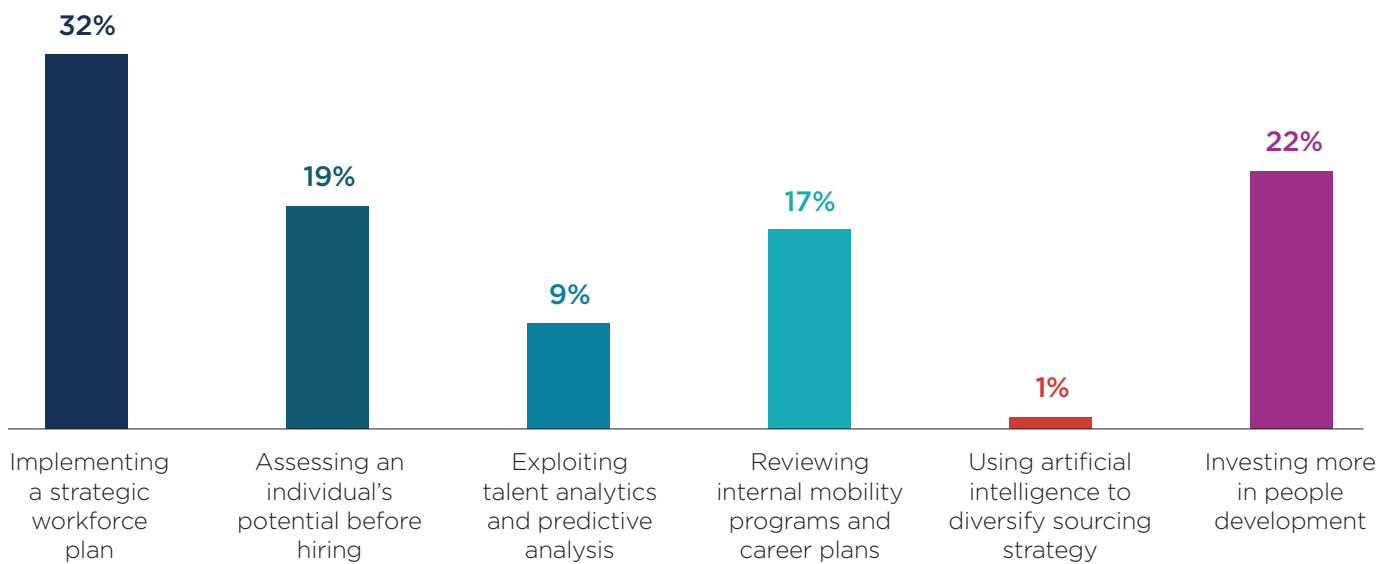 32%
19%
9%
17%
1%
22%
Implementing
a strategic
workforce
plan
Assessing an
individual's
potential before
hiring
Exploiting
talent analytics
and predictive
analysis
Reviewing
internal mobility
programs and
career plans
Using artificial
intelligence to
diversify sourcing
strategy
Investing more
in people
development